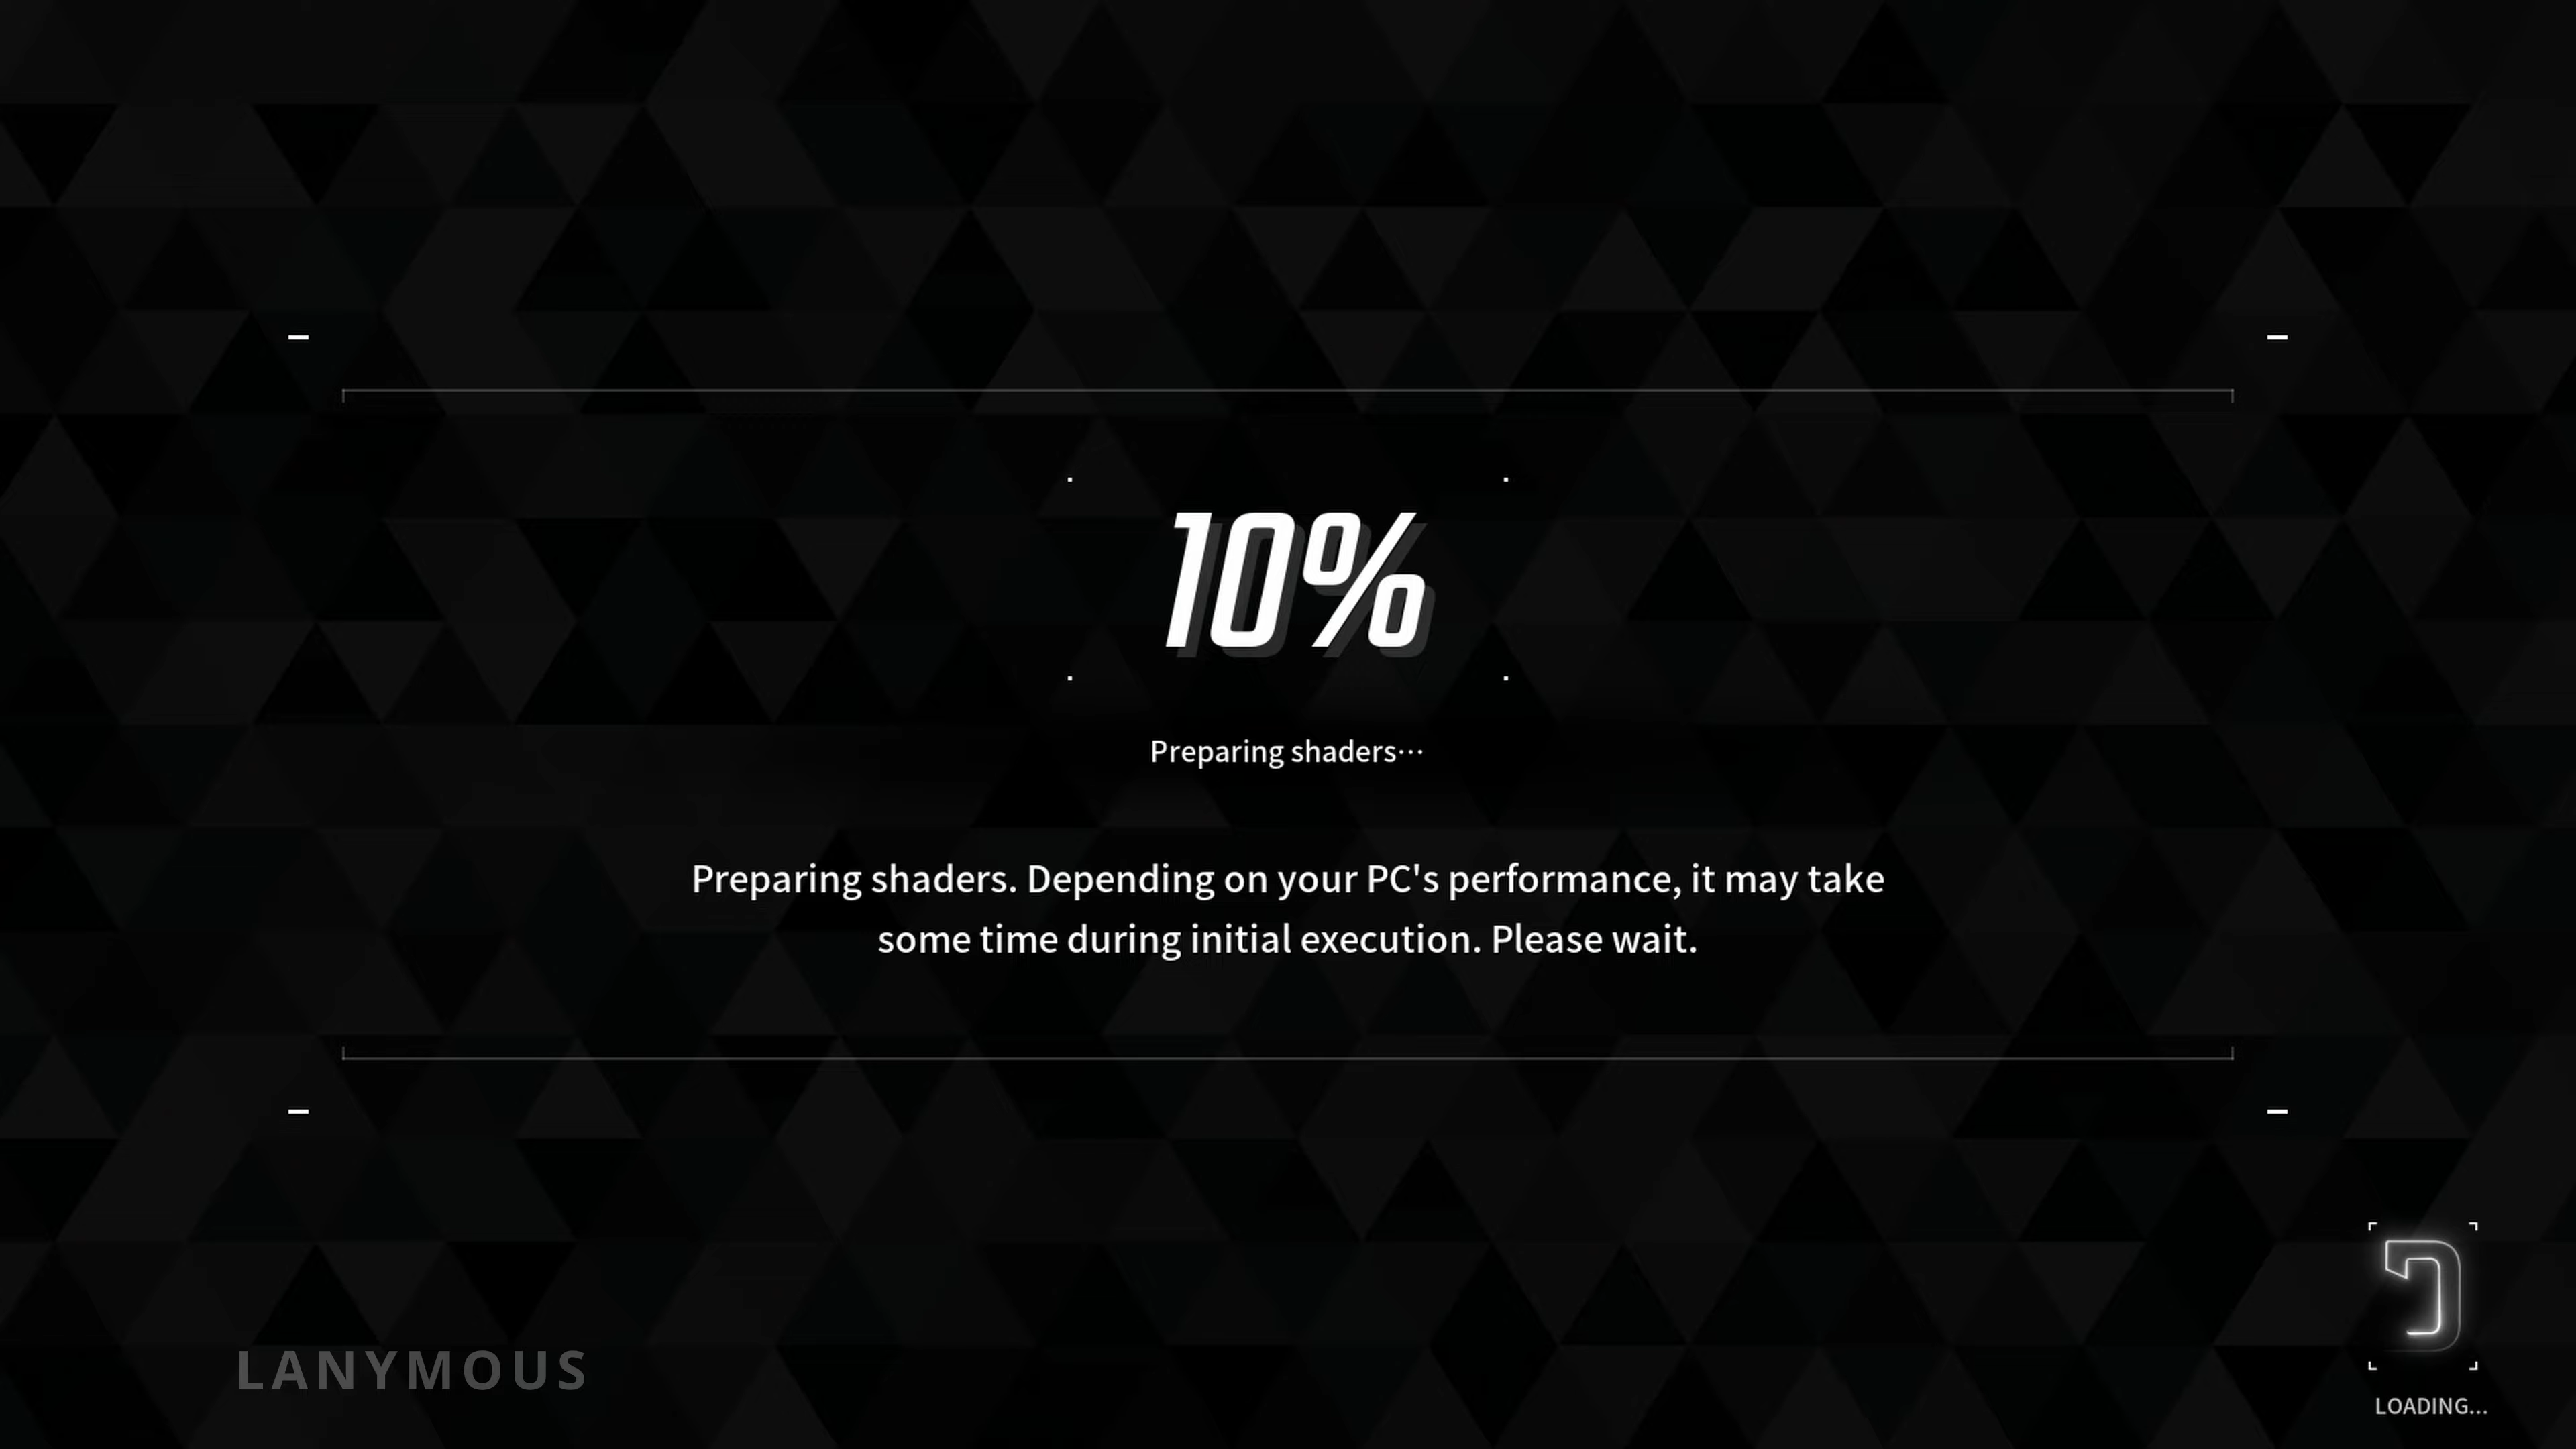 10%
Preparing shaders⋯
Preparing shaders. Depending on your PC's performance, it may take
some time during initial execution. Please wait.
LANYMOUS
LOADING...